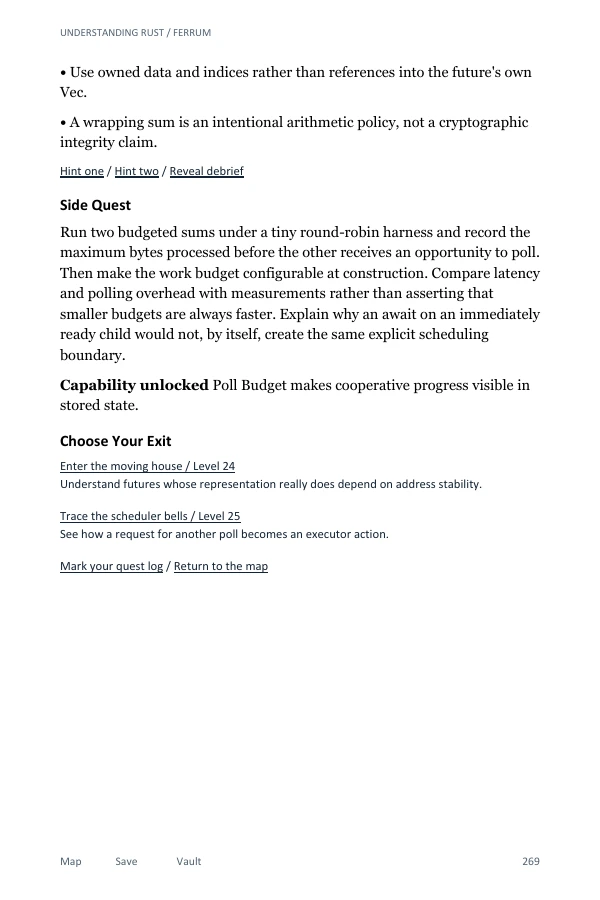 UNDERSTANDING RUST / FERRUM
• Use owned data and indices rather than references into the future's own
Vec.
• A wrapping sum is an intentional arithmetic policy, not a cryptographic
integrity claim.
Hint one / Hint two / Reveal debrief
Side Quest
Run two budgeted sums under a tiny round-robin harness and record the
maximum bytes processed before the other receives an opportunity to poll.
Then make the work budget configurable at construction. Compare latency
and polling overhead with measurements rather than asserting that
smaller budgets are always faster. Explain why an await on an immediately
ready child would not, by itself, create the same explicit scheduling
boundary.
Capability unlocked Poll Budget makes cooperative progress visible in
stored state.
Choose Your Exit
Enter the moving house / Level 24
Understand futures whose representation really does depend on address stability.
Trace the scheduler bells / Level 25
See how a request for another poll becomes an executor action.
Mark your quest log / Return to the map
Map Save Vault 269